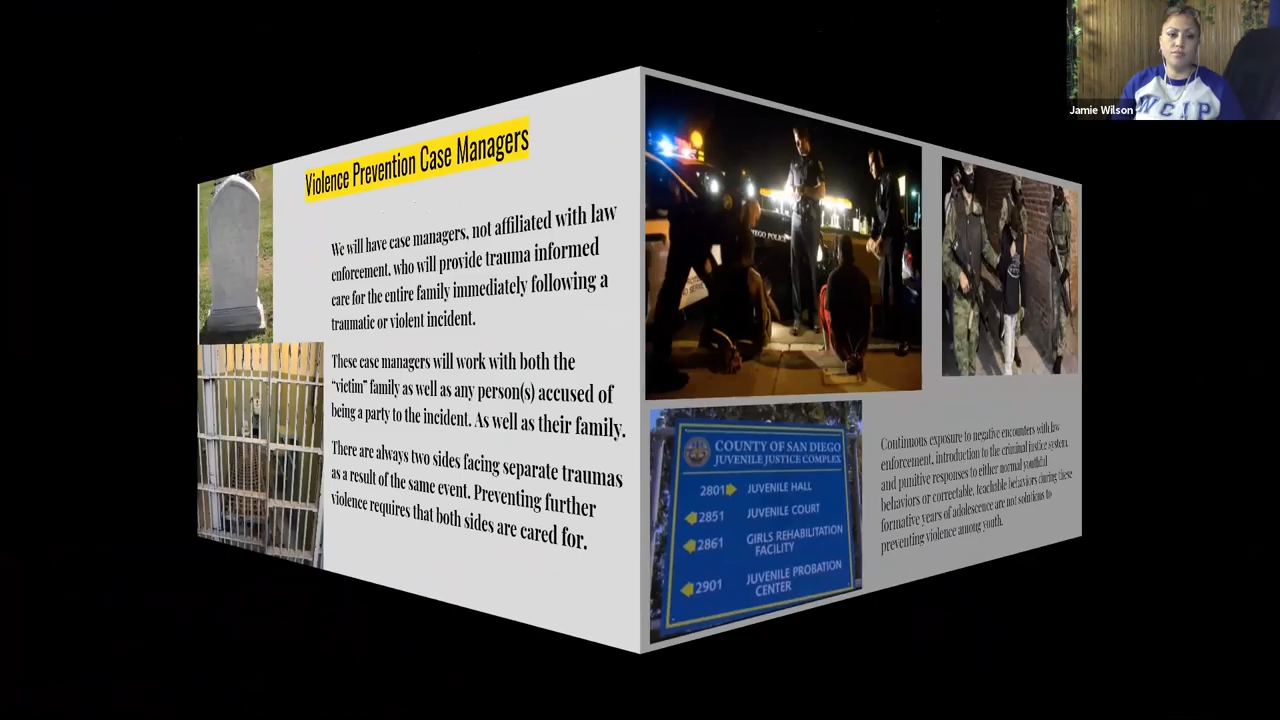 Jamie Wilson
WCIP
Violence Prevention Case Managers
We will have case managers, not affiliated with law
enforcement, who will provide trauma informed
care for the entire family immediately following a
traumatic or violent incident.
These case managers will work with both the
“victim” family as well as any person(s) accused of
being a party to the incident. As well as their family.
There are always two sides facing separate traumas
as a result of the same event. Preventing further
violence requires that both sides are cared for.
COUNTY OF SAN DIEGO
JUVENILE JUSTICE COMPLEX
2801 JUVENILE HALL
2851 JUVENILE COURT
2861 GIRLS REHABILITATION
FACILITY
2901 JUVENILE PROBATION
CENTER
Continuous exposure to negative encounters with law
enforcement, introduction to the criminal justice system,
and punitive responses to either normal youthful
behaviors or correctable, teachable behaviors during these
formative years of adolescence are not solutions to
preventing violence among youth.